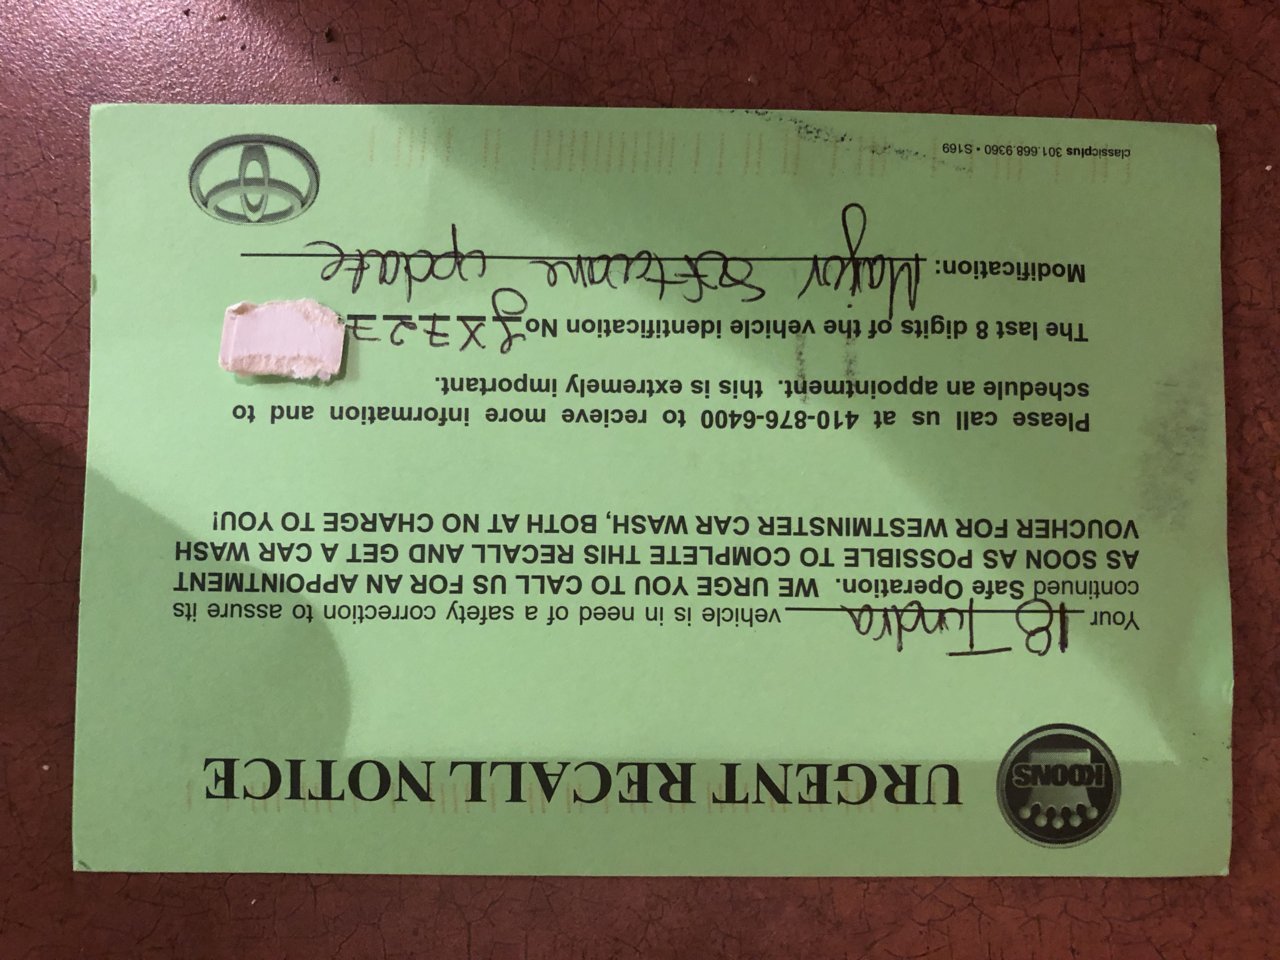 KOONS
URGENT RECALL NOTICE
Your 18 Tundra vehicle is in need of a safety correction to assure its
continued Safe Operation. WE URGE YOU TO CALL US FOR AN APPOINTMENT
AS SOON AS POSSIBLE TO COMPLETE THIS RECALL AND GET A CAR WASH
VOUCHER FOR WESTMINSTER CAR WASH, BOTH AT NO CHARGE TO YOU!
Please call us at 410-876-6400 to recieve more information and to
schedule an appointment. this is extremely important.
The last 8 digits of the vehicle identification No
Modification: Major Software update
classicplus 301.668.9360 • S169